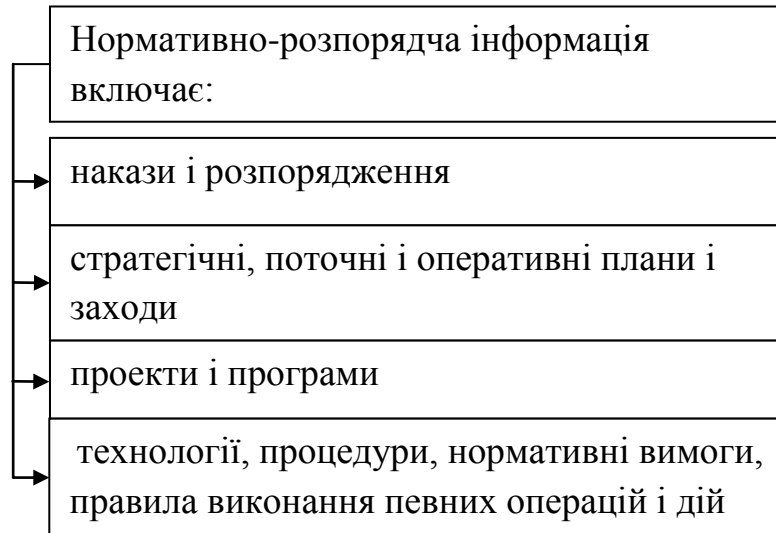 Нормативно-розпорядча інформація
включає:
накази і розпорядження
стратегічні, поточні і оперативні плани і
заходи
проекти і програми
технології, процедури, нормативні вимоги,
правила виконання певних операцій і дій